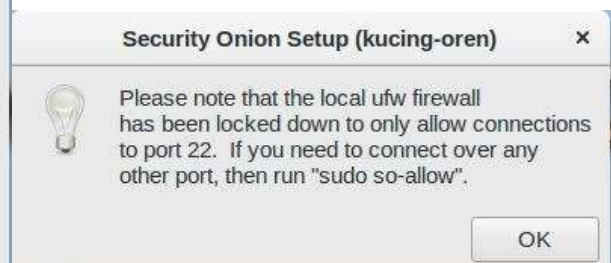 Security Onion Setup (kucing-oren) ×
Please note that the local ufw firewall
has been locked down to only allow connections
to port 22. If you need to connect over any
other port, then run "sudo so-allow".
OK